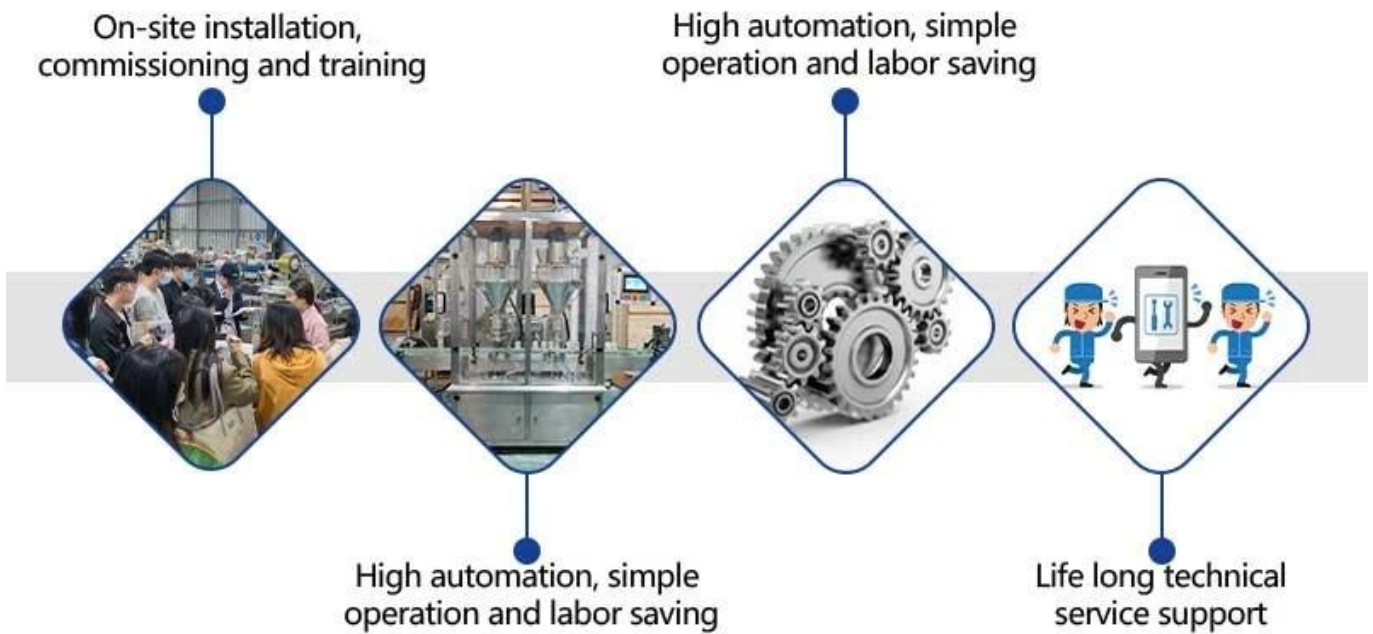 On-site installation,
commissioning and training
High automation, simple
operation and labor saving
High automation, simple
operation and labor saving
Life long technical
service support